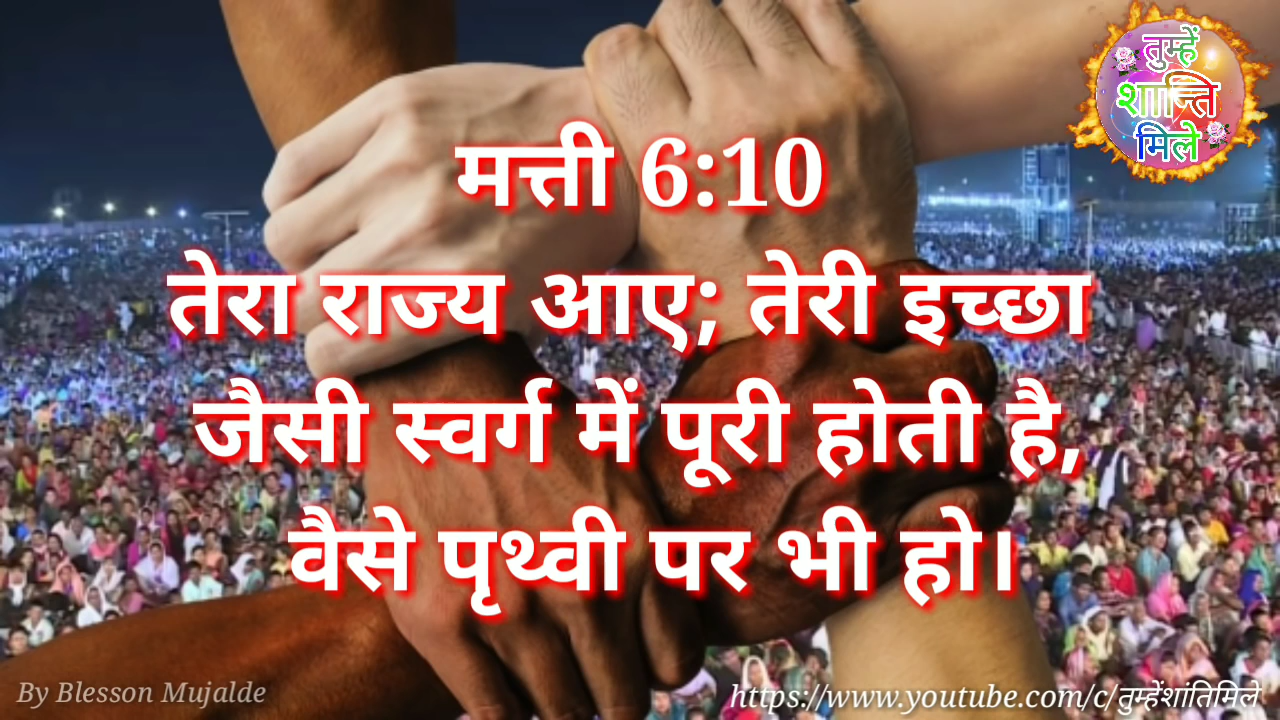 तुम्हें
शान्ति
मिले
मत्ती 6:10
तेरा राज्य आए; तेरी इच्छा
जैसी स्वर्ग में पूरी होती है,
वैसे पृथ्वी पर भी हो।
By Blesson Mujalde
https://www.youtube.com/c/तुम्हेंशांतिमिले